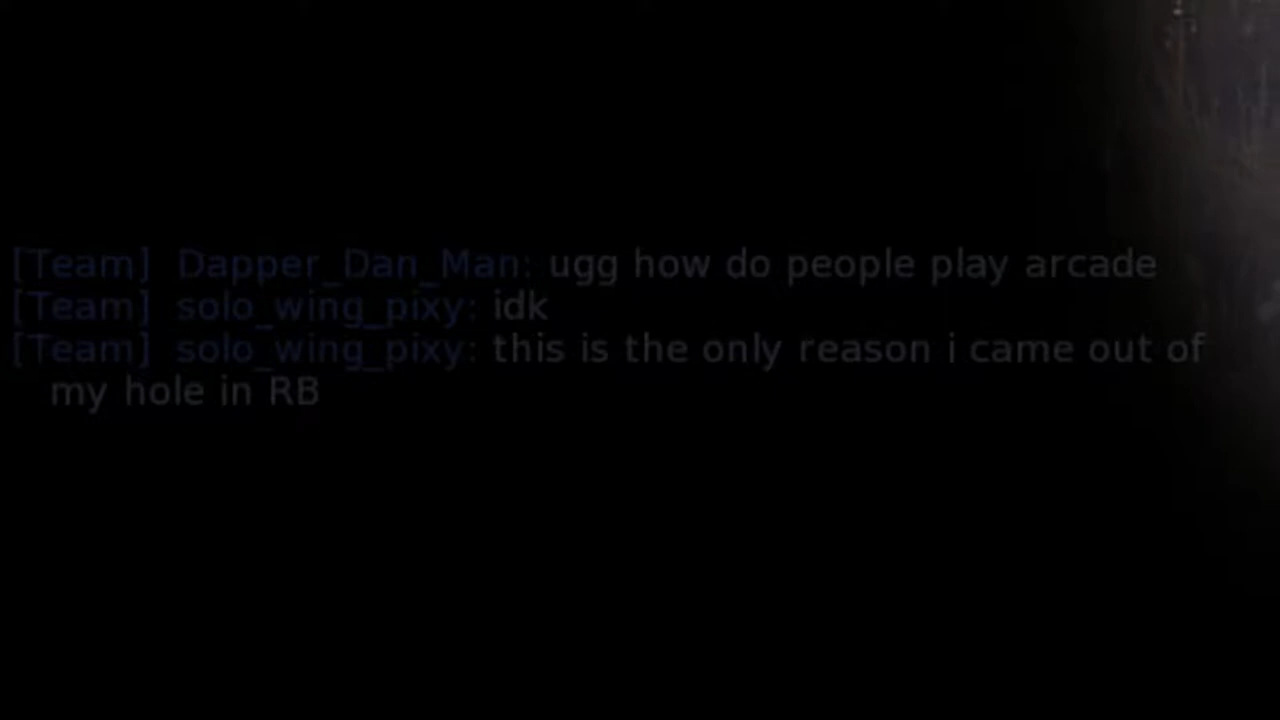 [Team] Dapper_Dan_Man: ugg how do people play arcade
[Team] solo_wing_pixy: idk
[Team] solo_wing_pixy: this is the only reason i came out of
my hole in RB